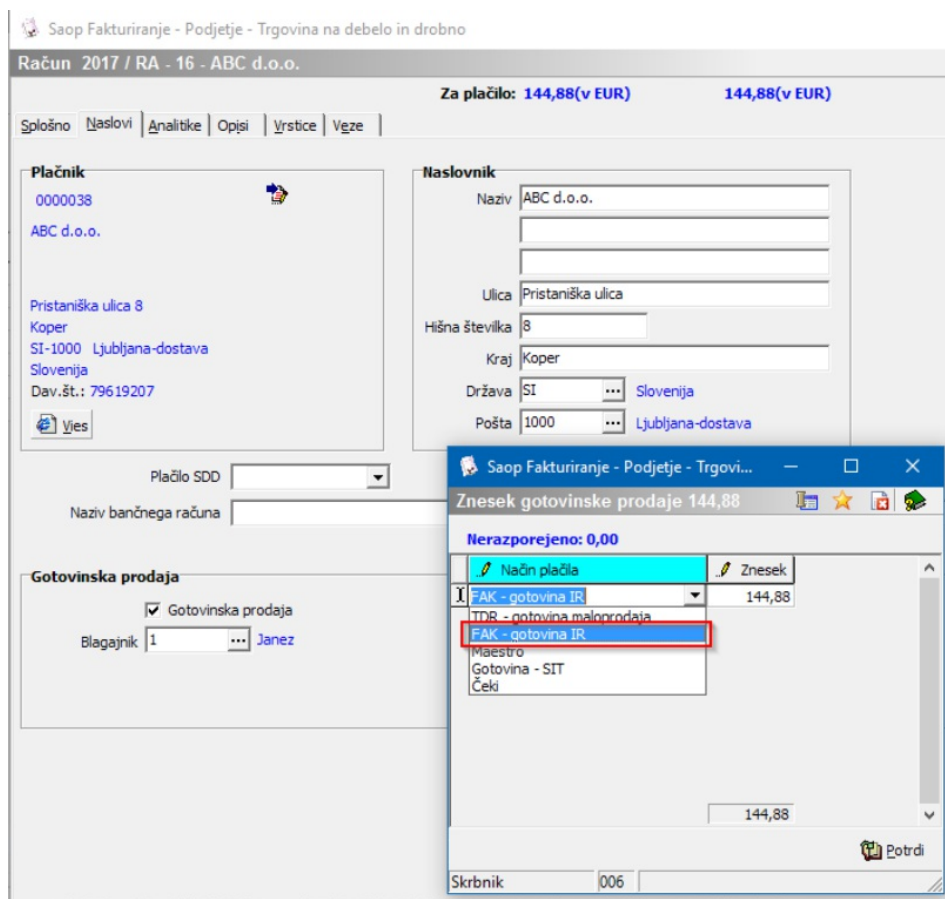 Saop Fakturiranje - Podjetje - Trgovina na debelo in drobno
Račun 2017 / RA - 16 - ABC d.o.o.
Za plačilo: 144,88(v EUR) 144,88(v EUR)
Splošno Naslovi Analitike Opisi Vrstice Veze
Plačnik
0000038
ABC d.o.o.
Pristaniška ulica 8
Koper
SI-1000 Ljubljana-dostava
Slovenija
Dav.št.: 79619207
Vies
Naslovnik
Naziv ABC d.o.o.
Ulica Pristaniška ulica
Hišna številka 8
Kraj Koper
Država SI ... Slovenija
Pošta 1000 ... Ljubljana-dostava
Plačilo SDD
Naziv bančnega računa
Gotovinska prodaja
Gotovinska prodaja
Blagajnik 1 ... Janez
Saop Fakturiranje - Podjetje - Trgovi...
Znesek gotovinske prodaje 144,88
Nerazporejeno: 0,00
Način plačila Znesek
FAK - gotovina IR 144,88
TDR - gotovina maloprodaja
FAK - gotovina IR
Maestro
Gotovina - SIT
Čeki
144,88
Potrdi
Skrbnik 006